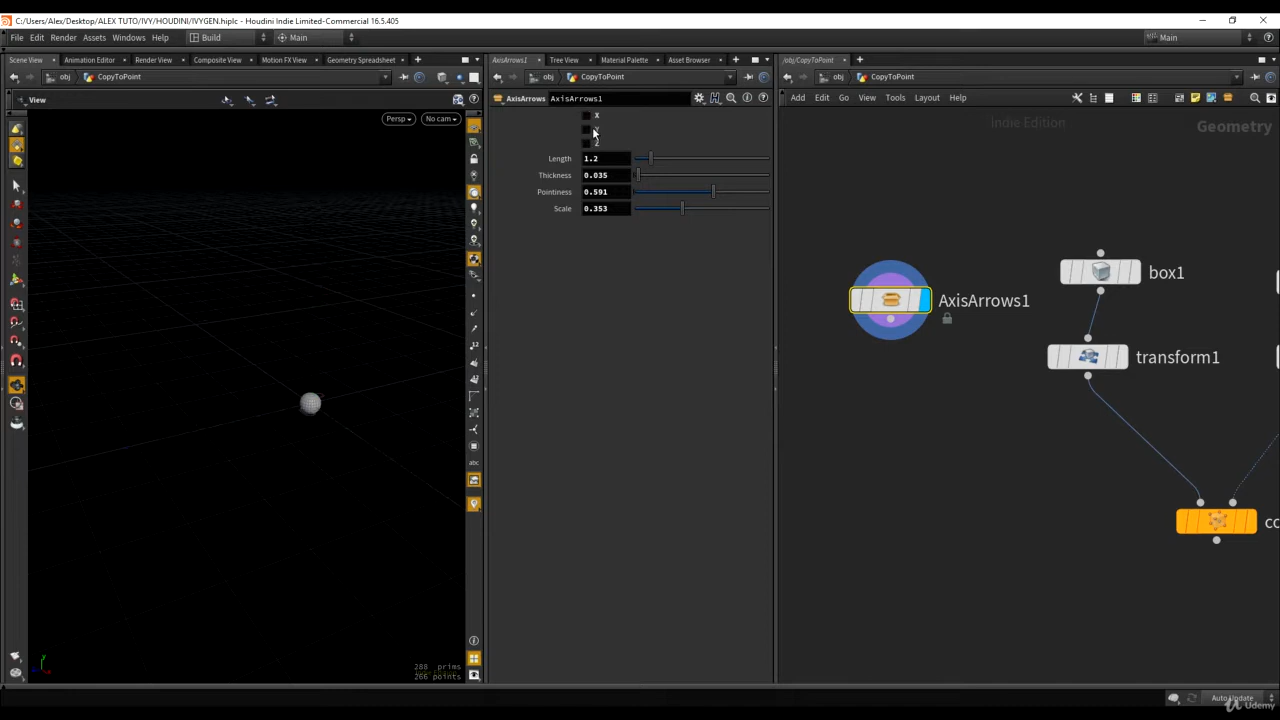 C:/Users/Alex/Desktop/ALEX TUTO/IVY/HOUDINI/IVYGEN.hiplc - Houdini Indie Limited-Commercial 16.5.405
File Edit Render Assets Windows Help Build Main Main
Scene View Animation Editor Render View Composite View Motion FX View Geometry Spreadsheet
obj CopyToPoint
View
Persp No cam
288 prims
266 points
y
AxisArrows1 Tree View Material Palette Asset Browser
obj CopyToPoint
AxisArrows AxisArrows1
X
Z
Length 1.2
Thickness 0.035
Pointiness 0.591
Scale 0.353
abc
/obj/CopyToPoint
obj CopyToPoint
Add Edit Go View Tools Layout Help
Indie Edition
Geometry
box1
AxisArrows1
transform1
co
Auto Update
Udemy